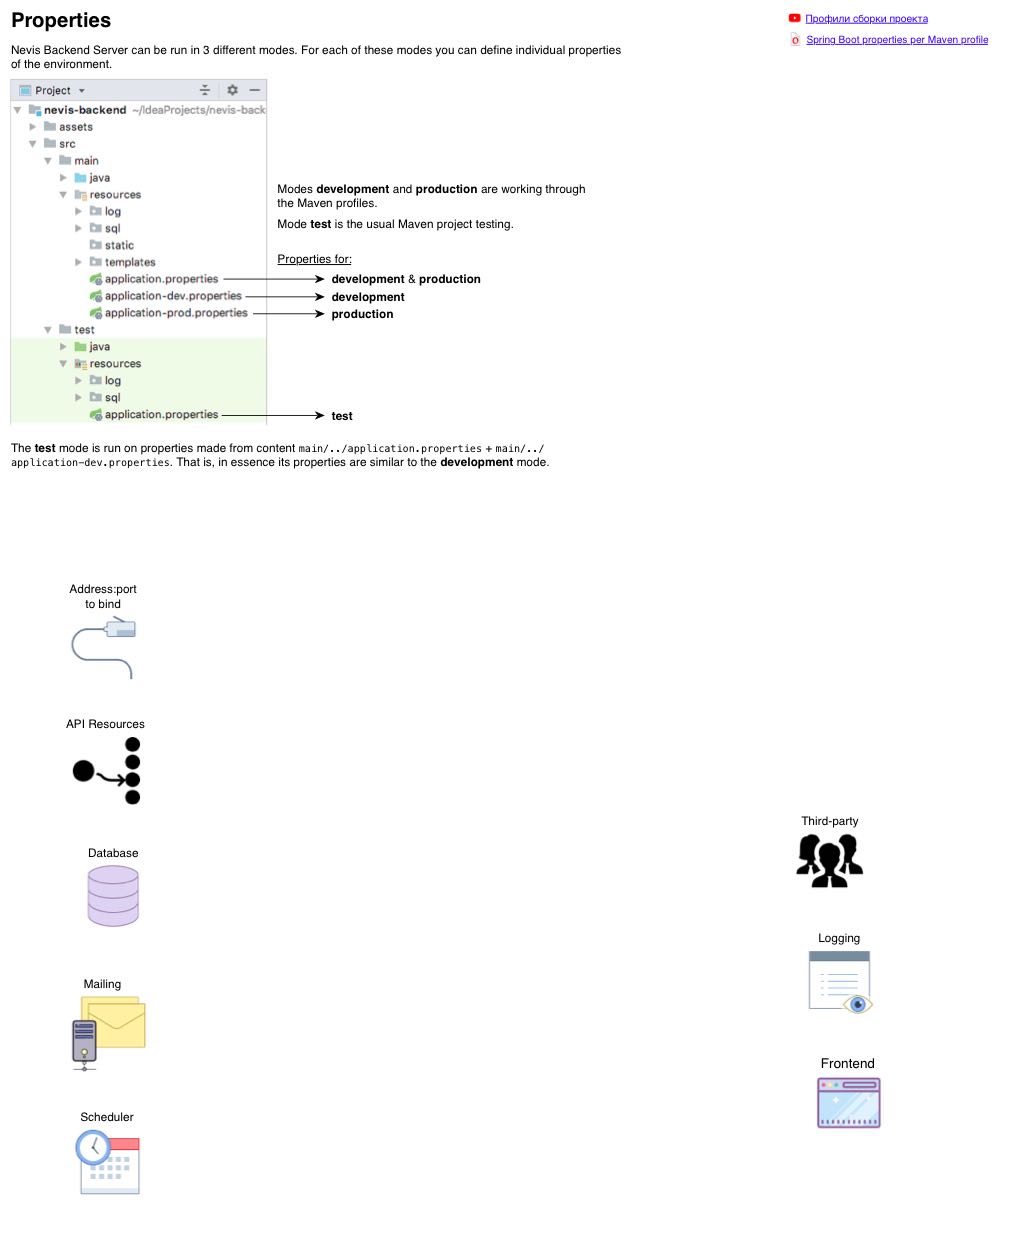 Properties
Профили сборки проекта
Spring Boot properties per Maven profile
Nevis Backend Server can be run in 3 different modes. For each of these modes you can define individual properties
of the environment.
Project
nevis-backend ~/IdeaProjects/nevis-back
assets
src
main
java
resources
log
sql
static
templates
application.properties
application-dev.properties
application-prod.properties
test
java
resources
log
sql
application.properties
Modes development and production are working through
the Maven profiles.
Mode test is the usual Maven project testing.
Properties for:
development & production
development
production
test
The test mode is run on properties made from content main/../application.properties + main/../
application-dev.properties. That is, in essence its properties are similar to the development mode.
Address:port
to bind
API Resources
Database
Mailing
Scheduler
Third-party
Logging
Frontend